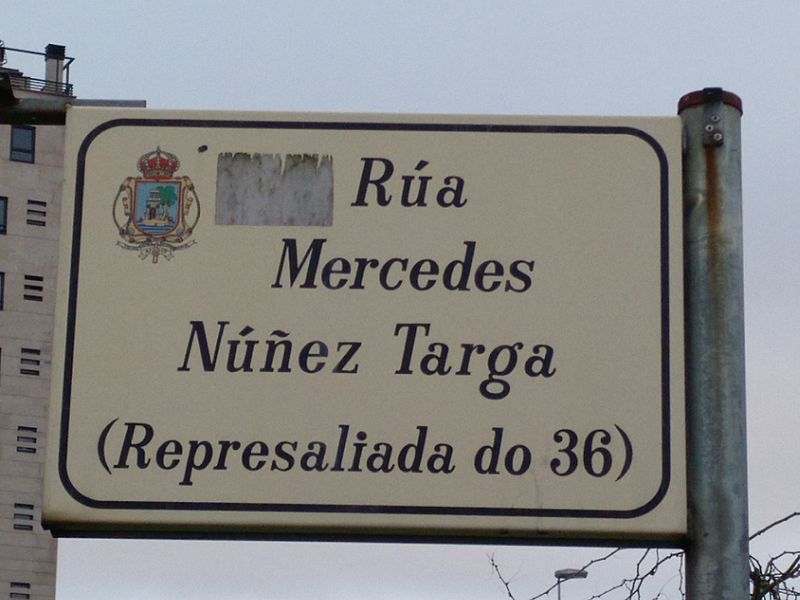 Rúa
Mercedes
Núñez Targa
(Represaliada do 36)